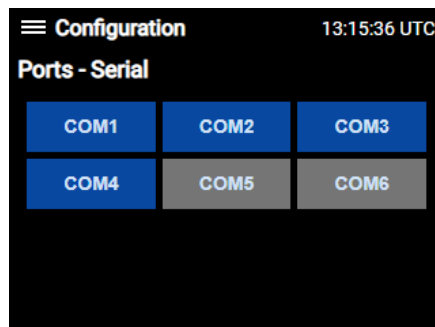 Configuration 13:15:36 UTC
Ports - Serial
COM1 COM2 COM3
COM4 COM5 COM6